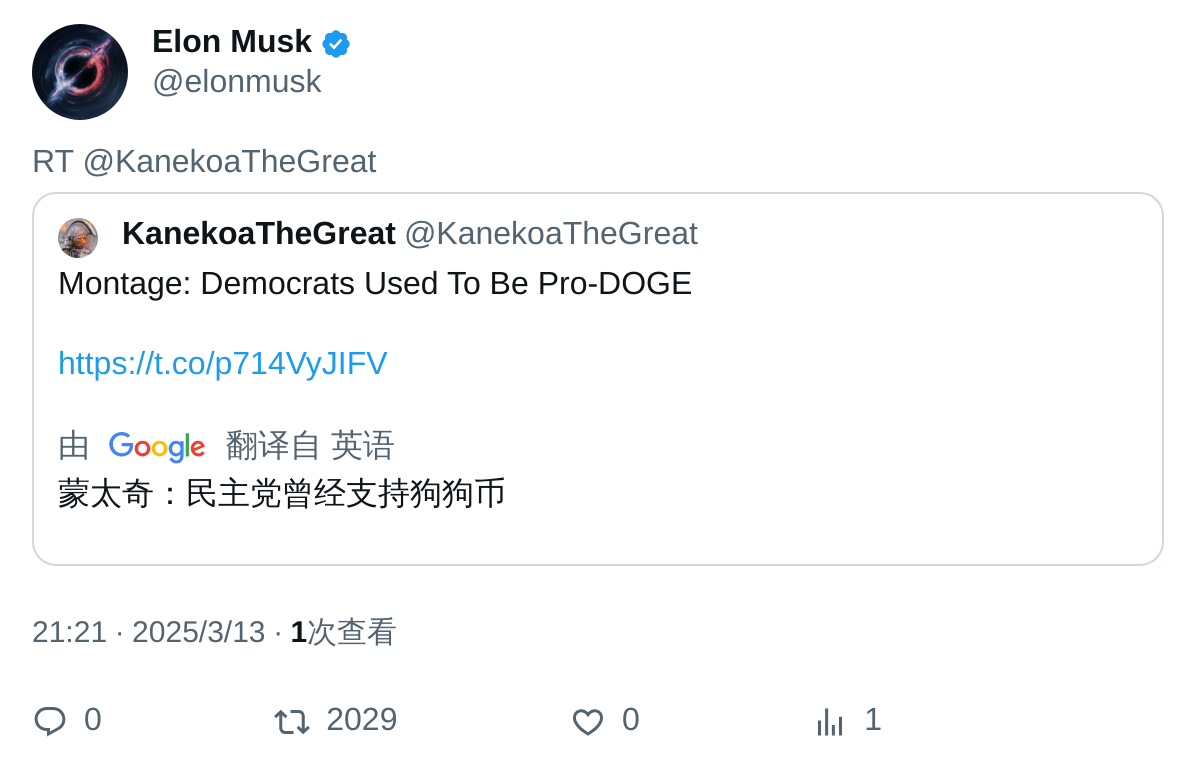 Elon Musk
@elonmusk
RT @KanekoaTheGreat
KanekoaTheGreat @KanekoaTheGreat
Montage: Democrats Used To Be Pro-DOGE
https://t.co/p714VyJIFV
由 Google 翻译自 英语
蒙太奇：民主党曾经支持狗狗币
21:21 · 2025/3/13 · 1次查看
0 2029 0 1